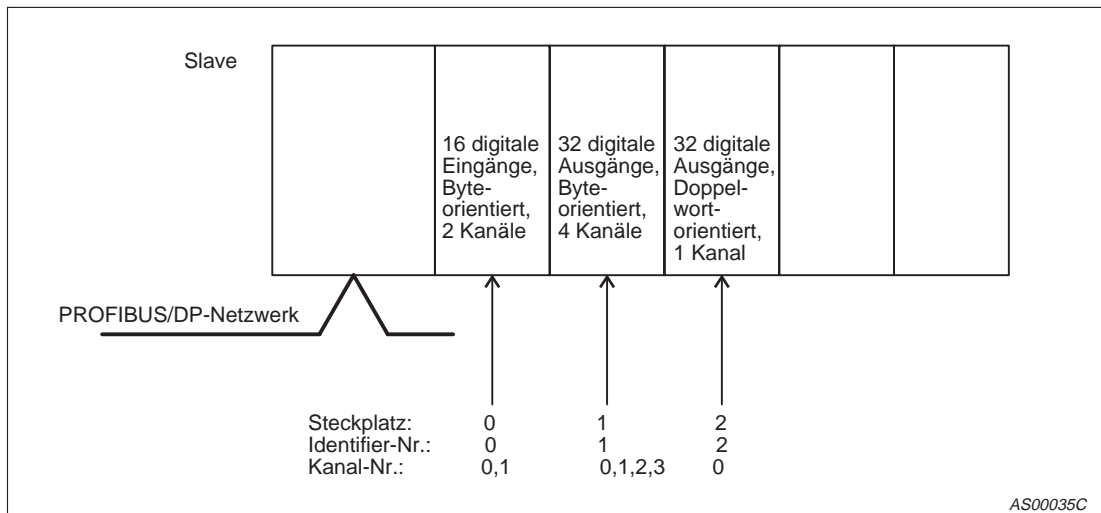 Slave
16 digitale
Eingänge,
Byte-
orientiert,
2 Kanäle
32 digitale
Ausgänge,
Byte-
orientiert,
4 Kanäle
32 digitale
Ausgänge,
Doppel-
wort-
orientiert,
1 Kanal
PROFIBUS/DP-Netzwerk
Steckplatz: 0 1 2
Identifier-Nr.: 0 1 2
Kanal-Nr.: 0,1 0,1,2,3 0
AS00035C